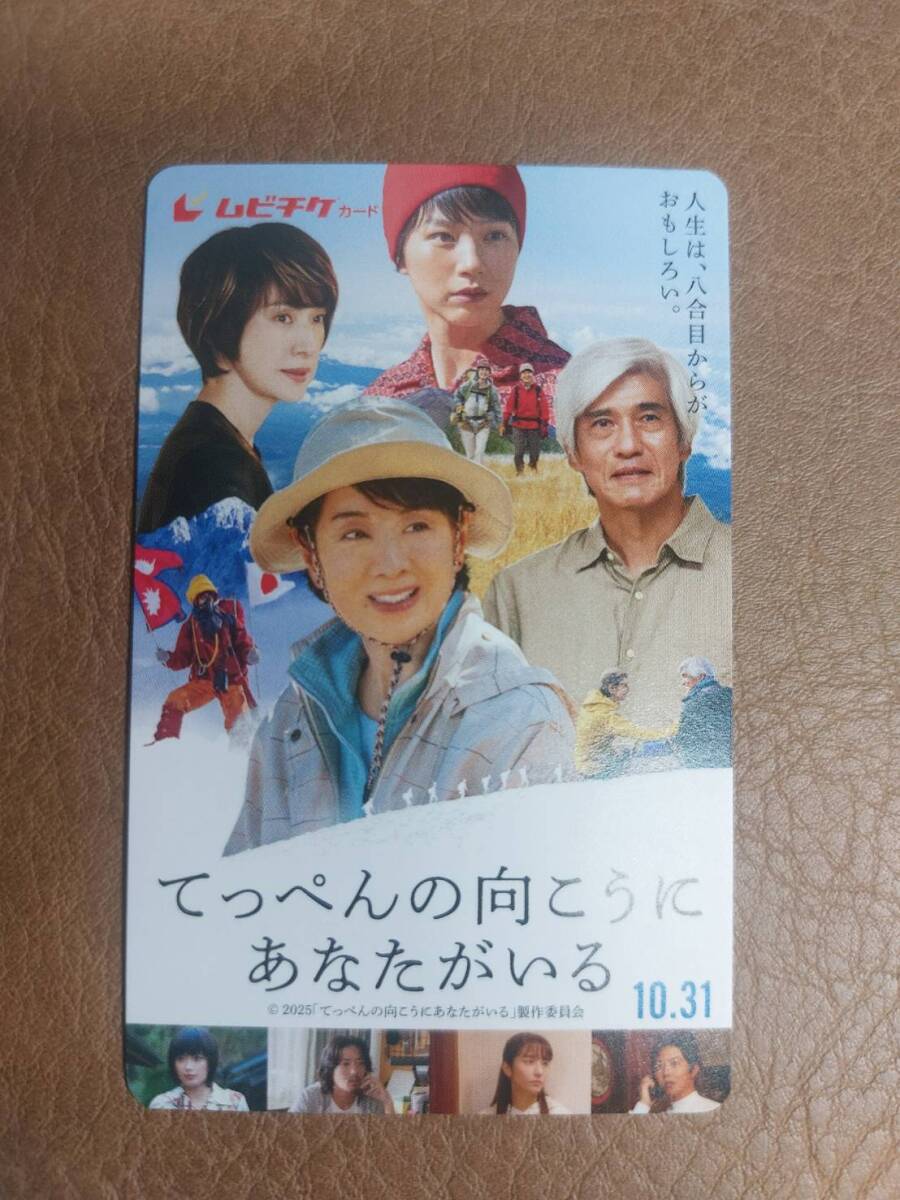 ムビチケ カード
人生は、八合目からが
おもしろい。
てっぺんの向こうに
あなたがいる
10.31
© 2025「てっぺんの向こうにあなたがいる」製作委員会